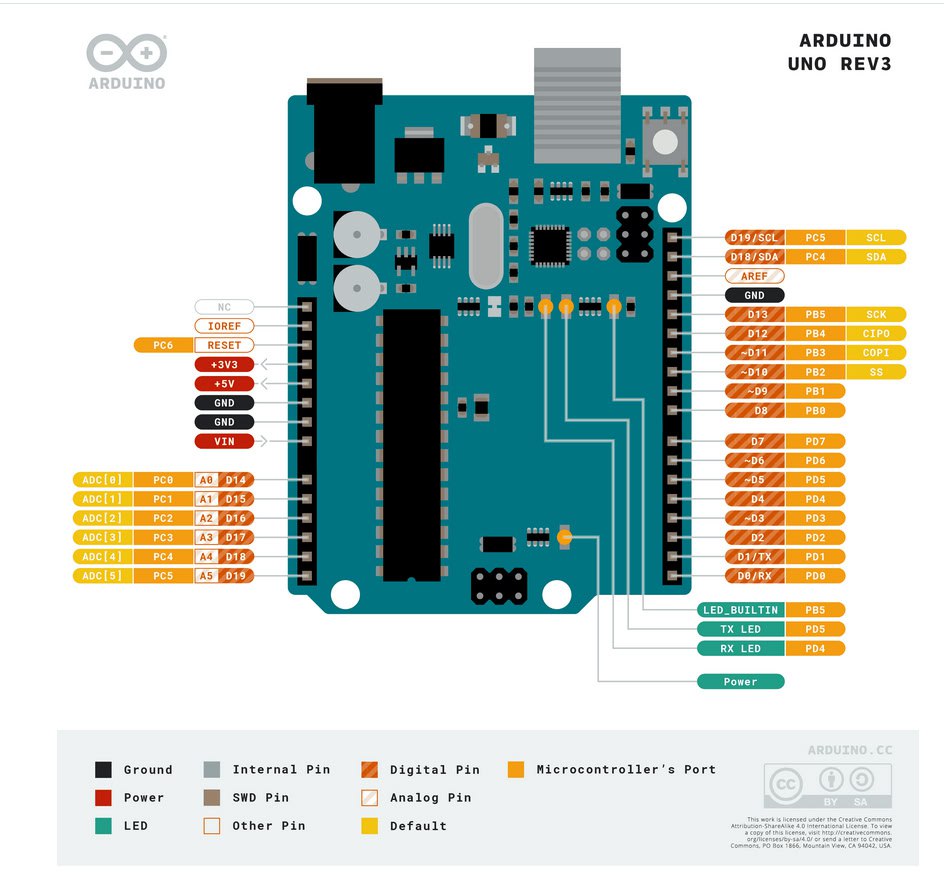 ARDUINO
ARDUINO
UNO REV3
D19/SCL PC5 SCL
D18/SDA PC4 SDA
AREF
GND
D13 PB5 SCK
D12 PB4 CIPO
~D11 PB3 COPI
~D10 PB2 SS
~D9 PB1
D8 PB0
D7 PD7
~D6 PD6
~D5 PD5
D4 PD4
~D3 PD3
D2 PD2
D1/TX PD1
D0/RX PD0
NC
IOREF
PC6 RESET
+3V3
+5V
GND
GND
VIN
ADC[0] PC0 A0 D14
ADC[1] PC1 A1 D15
ADC[2] PC2 A2 D16
ADC[3] PC3 A3 D17
ADC[4] PC4 A4 D18
ADC[5] PC5 A5 D19
LED_BUILTIN PB5
TX LED PD5
RX LED PD4
Power
Ground
Power
LED
Internal Pin
SWD Pin
Other Pin
Digital Pin
Analog Pin
Default
Microcontroller's Port
ARDUINO.CC
CC
BY SA
This work is licensed under the Creative Commons
Attribution-ShareAlike 4.0 International License. To view
a copy of this license, visit http://creativecommons.
org/licenses/by-sa/4.0/ or send a letter to Creative
Commons, PO Box 1866, Mountain View, CA 94042, USA.